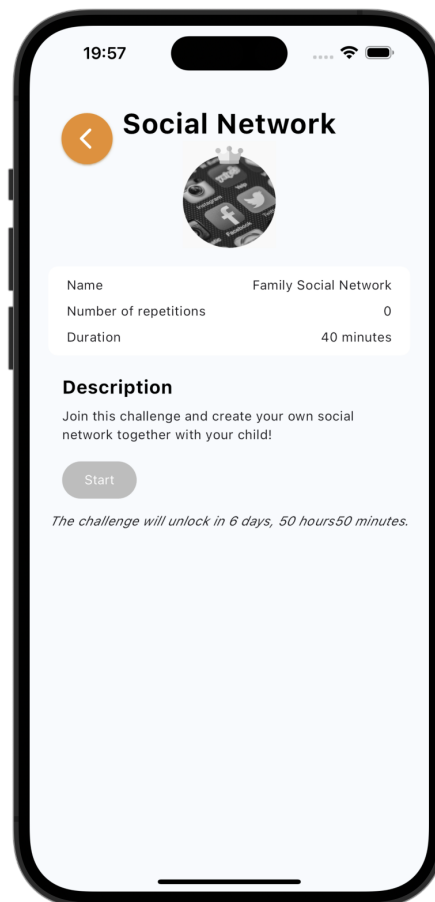 19:57
Social Network
Name Family Social Network
Number of repetitions 0
Duration 40 minutes
Description
Join this challenge and create your own social
network together with your child!
Start
The challenge will unlock in 6 days, 50 hours50 minutes.